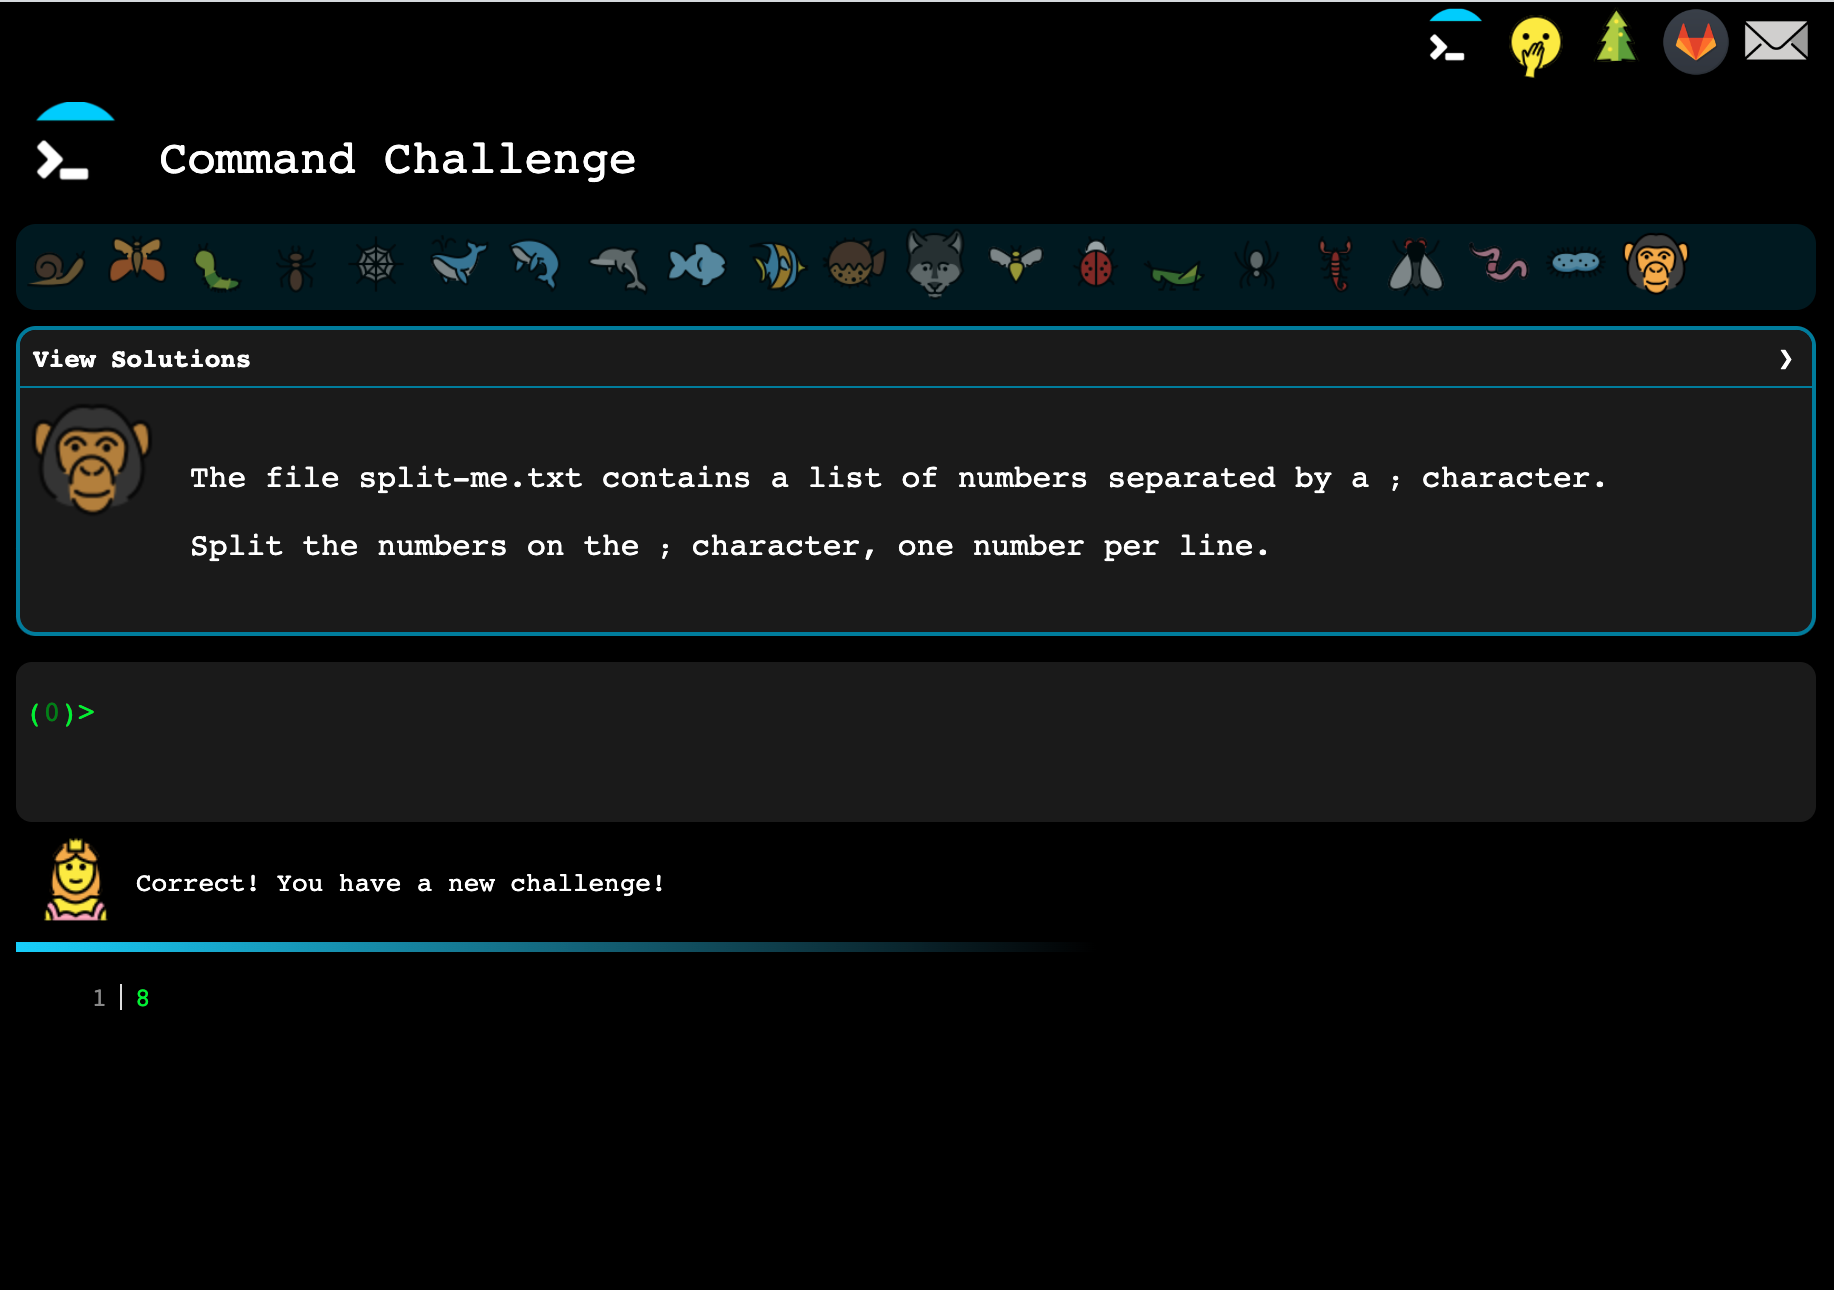 Command Challenge
View Solutions ❯
The file split-me.txt contains a list of numbers separated by a ; character.
Split the numbers on the ; character, one number per line.
(0)>
Correct! You have a new challenge!
1 | 8